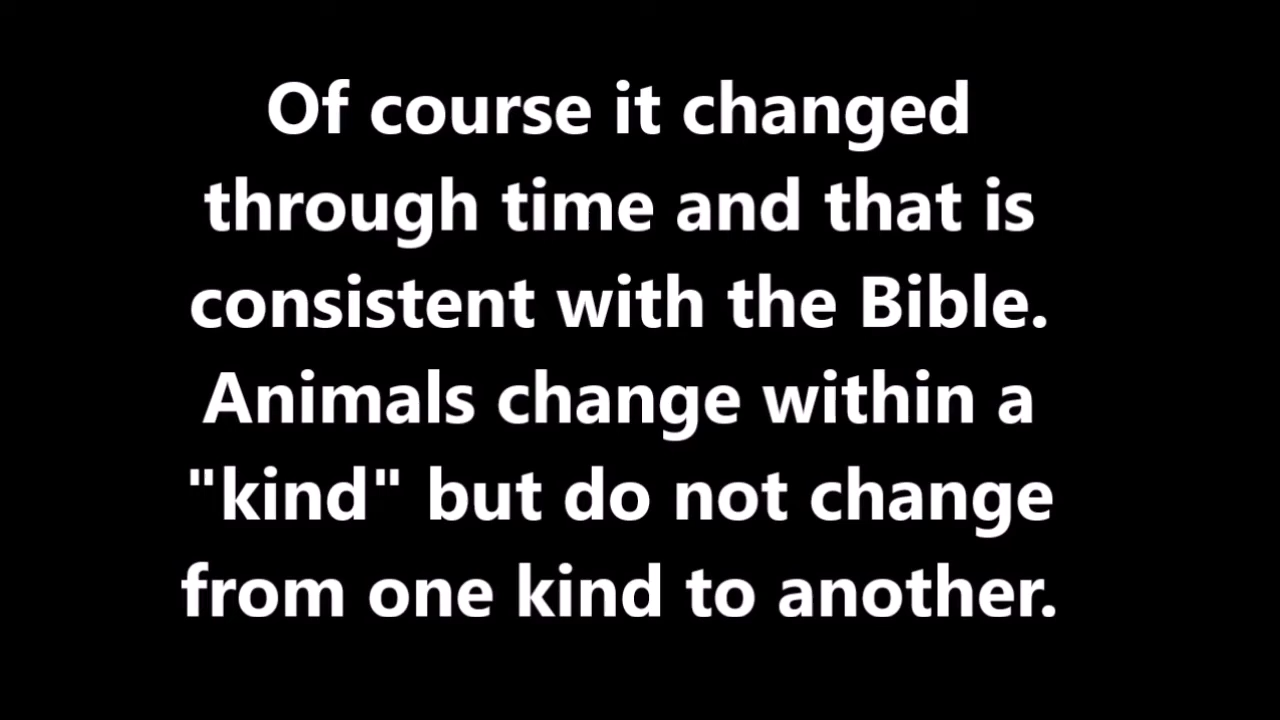 Of course it changed
through time and that is
consistent with the Bible.
Animals change within a
"kind" but do not change
from one kind to another.